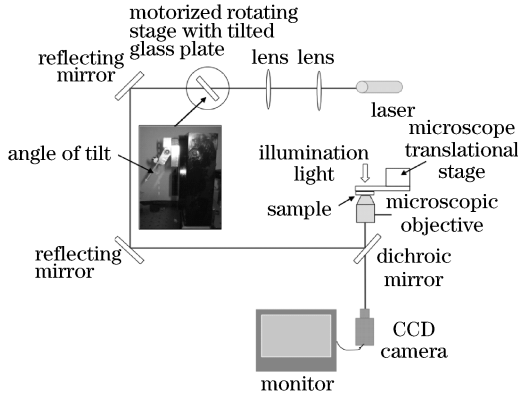 motorized rotating
stage with tilted
glass plate
reflecting
mirror
lens lens
laser
microscope
translational
stage
angle of tilt
illumination
light
sample
microscopic
objective
reflecting
mirror
dichroic
mirror
CCD
camera
monitor